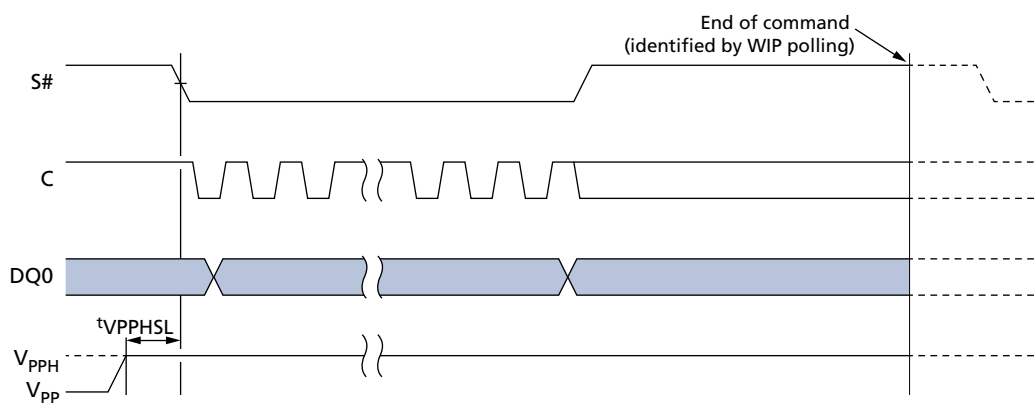 End of command
(identified by WIP polling)
S#
C
DQ0
tVPPHSL
VPPH
VPP